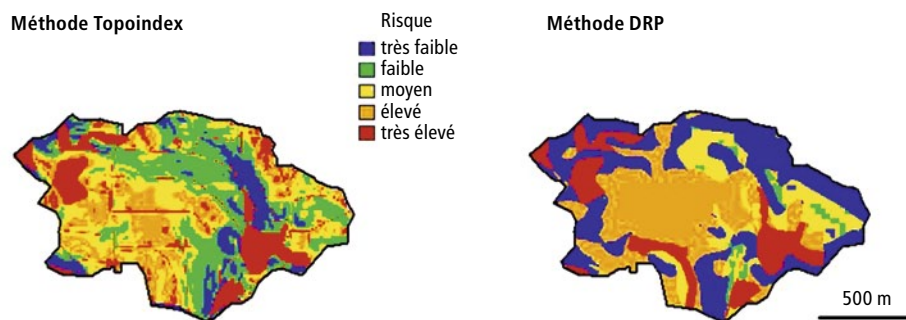 Méthode Topoindex
Risque
très faible
faible
moyen
élevé
très élevé
Méthode DRP
500 m